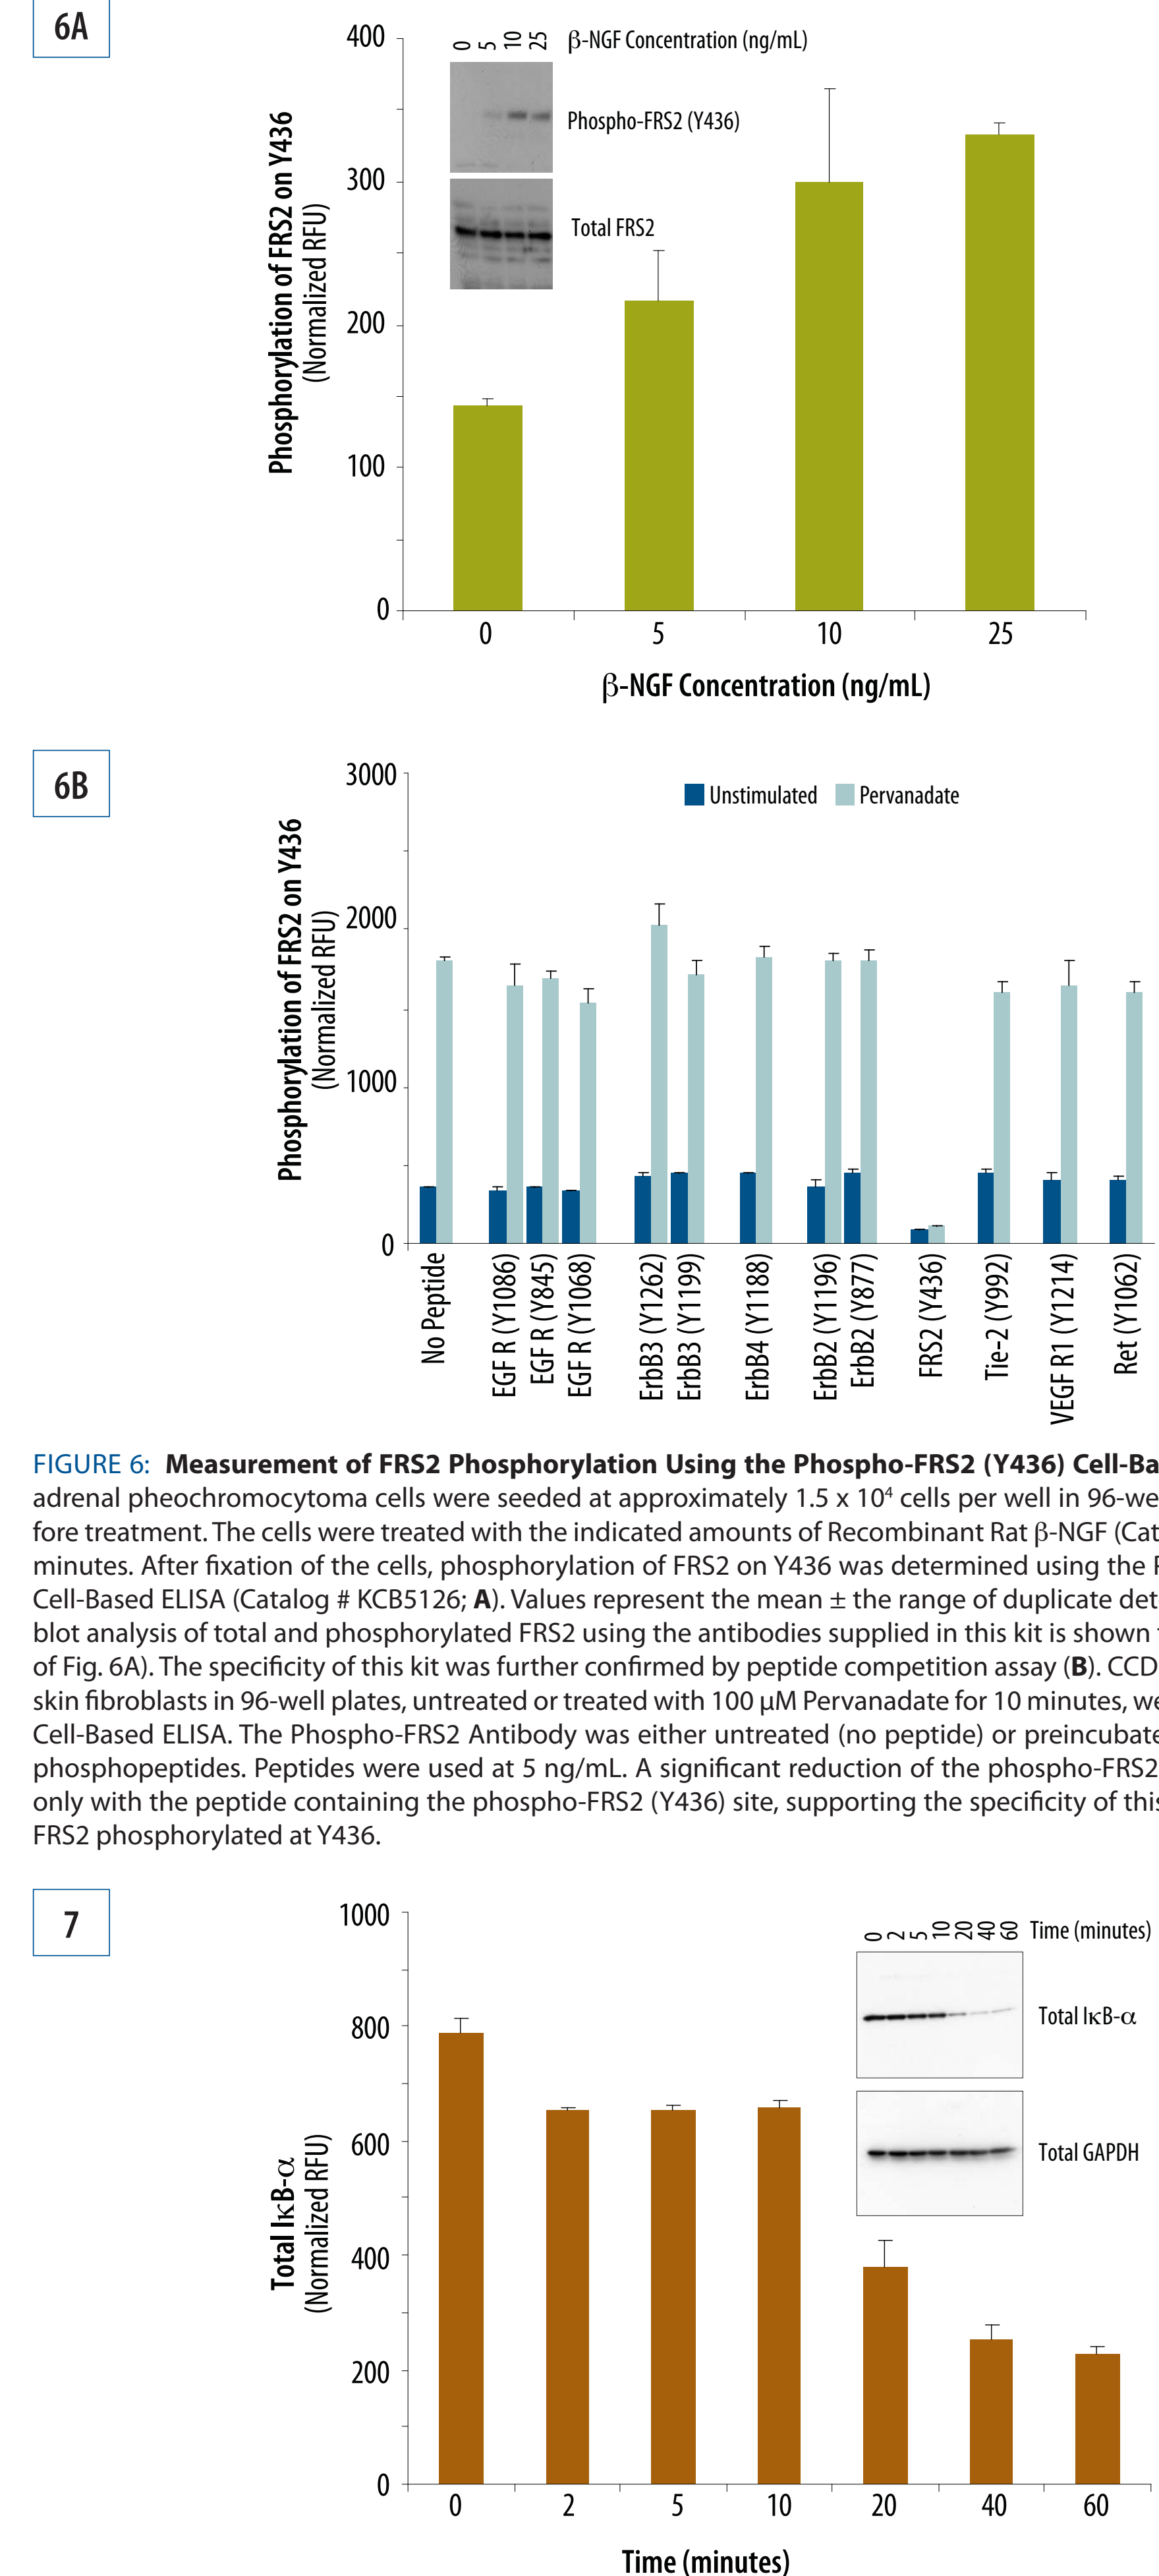 6A
400
300
200
100
0
Phosphorylation of FRS2 on Y436
(Normalized RFU)
0 5 10 25 β-NGF Concentration (ng/mL)
Phospho-FRS2 (Y436)
Total FRS2
0 5 10 25
β-NGF Concentration (ng/mL)
6B
3000
2000
1000
0
Phosphorylation of FRS2 on Y436
(Normalized RFU)
Unstimulated Pervanadate
No Peptide
EGF R (Y1086)
EGF R (Y845)
EGF R (Y1068)
ErbB3 (Y1262)
ErbB3 (Y1199)
ErbB4 (Y1188)
ErbB2 (Y1196)
ErbB2 (Y877)
FRS2 (Y436)
Tie-2 (Y992)
VEGF R1 (Y1214)
Ret (Y1062)
FIGURE 6: Measurement of FRS2 Phosphorylation Using the Phospho-FRS2 (Y436) Cell-Ba
adrenal pheochromocytoma cells were seeded at approximately 1.5 x 10⁴ cells per well in 96-we
fore treatment. The cells were treated with the indicated amounts of Recombinant Rat β-NGF (Cat
minutes. After fixation of the cells, phosphorylation of FRS2 on Y436 was determined using the P
Cell-Based ELISA (Catalog # KCB5126; A). Values represent the mean ± the range of duplicate det
blot analysis of total and phosphorylated FRS2 using the antibodies supplied in this kit is shown
of Fig. 6A). The specificity of this kit was further confirmed by peptide competition assay (B). CCD
skin fibroblasts in 96-well plates, untreated or treated with 100 μM Pervanadate for 10 minutes, we
Cell-Based ELISA. The Phospho-FRS2 Antibody was either untreated (no peptide) or preincubate
phosphopeptides. Peptides were used at 5 ng/mL. A significant reduction of the phospho-FRS2
only with the peptide containing the phospho-FRS2 (Y436) site, supporting the specificity of this
FRS2 phosphorylated at Y436.
7
1000
800
600
400
200
0
Total IκB-α
(Normalized RFU)
0 2 5 10 20 40 60 Time (minutes)
Total IκB-α
Total GAPDH
0 2 5 10 20 40 60
Time (minutes)